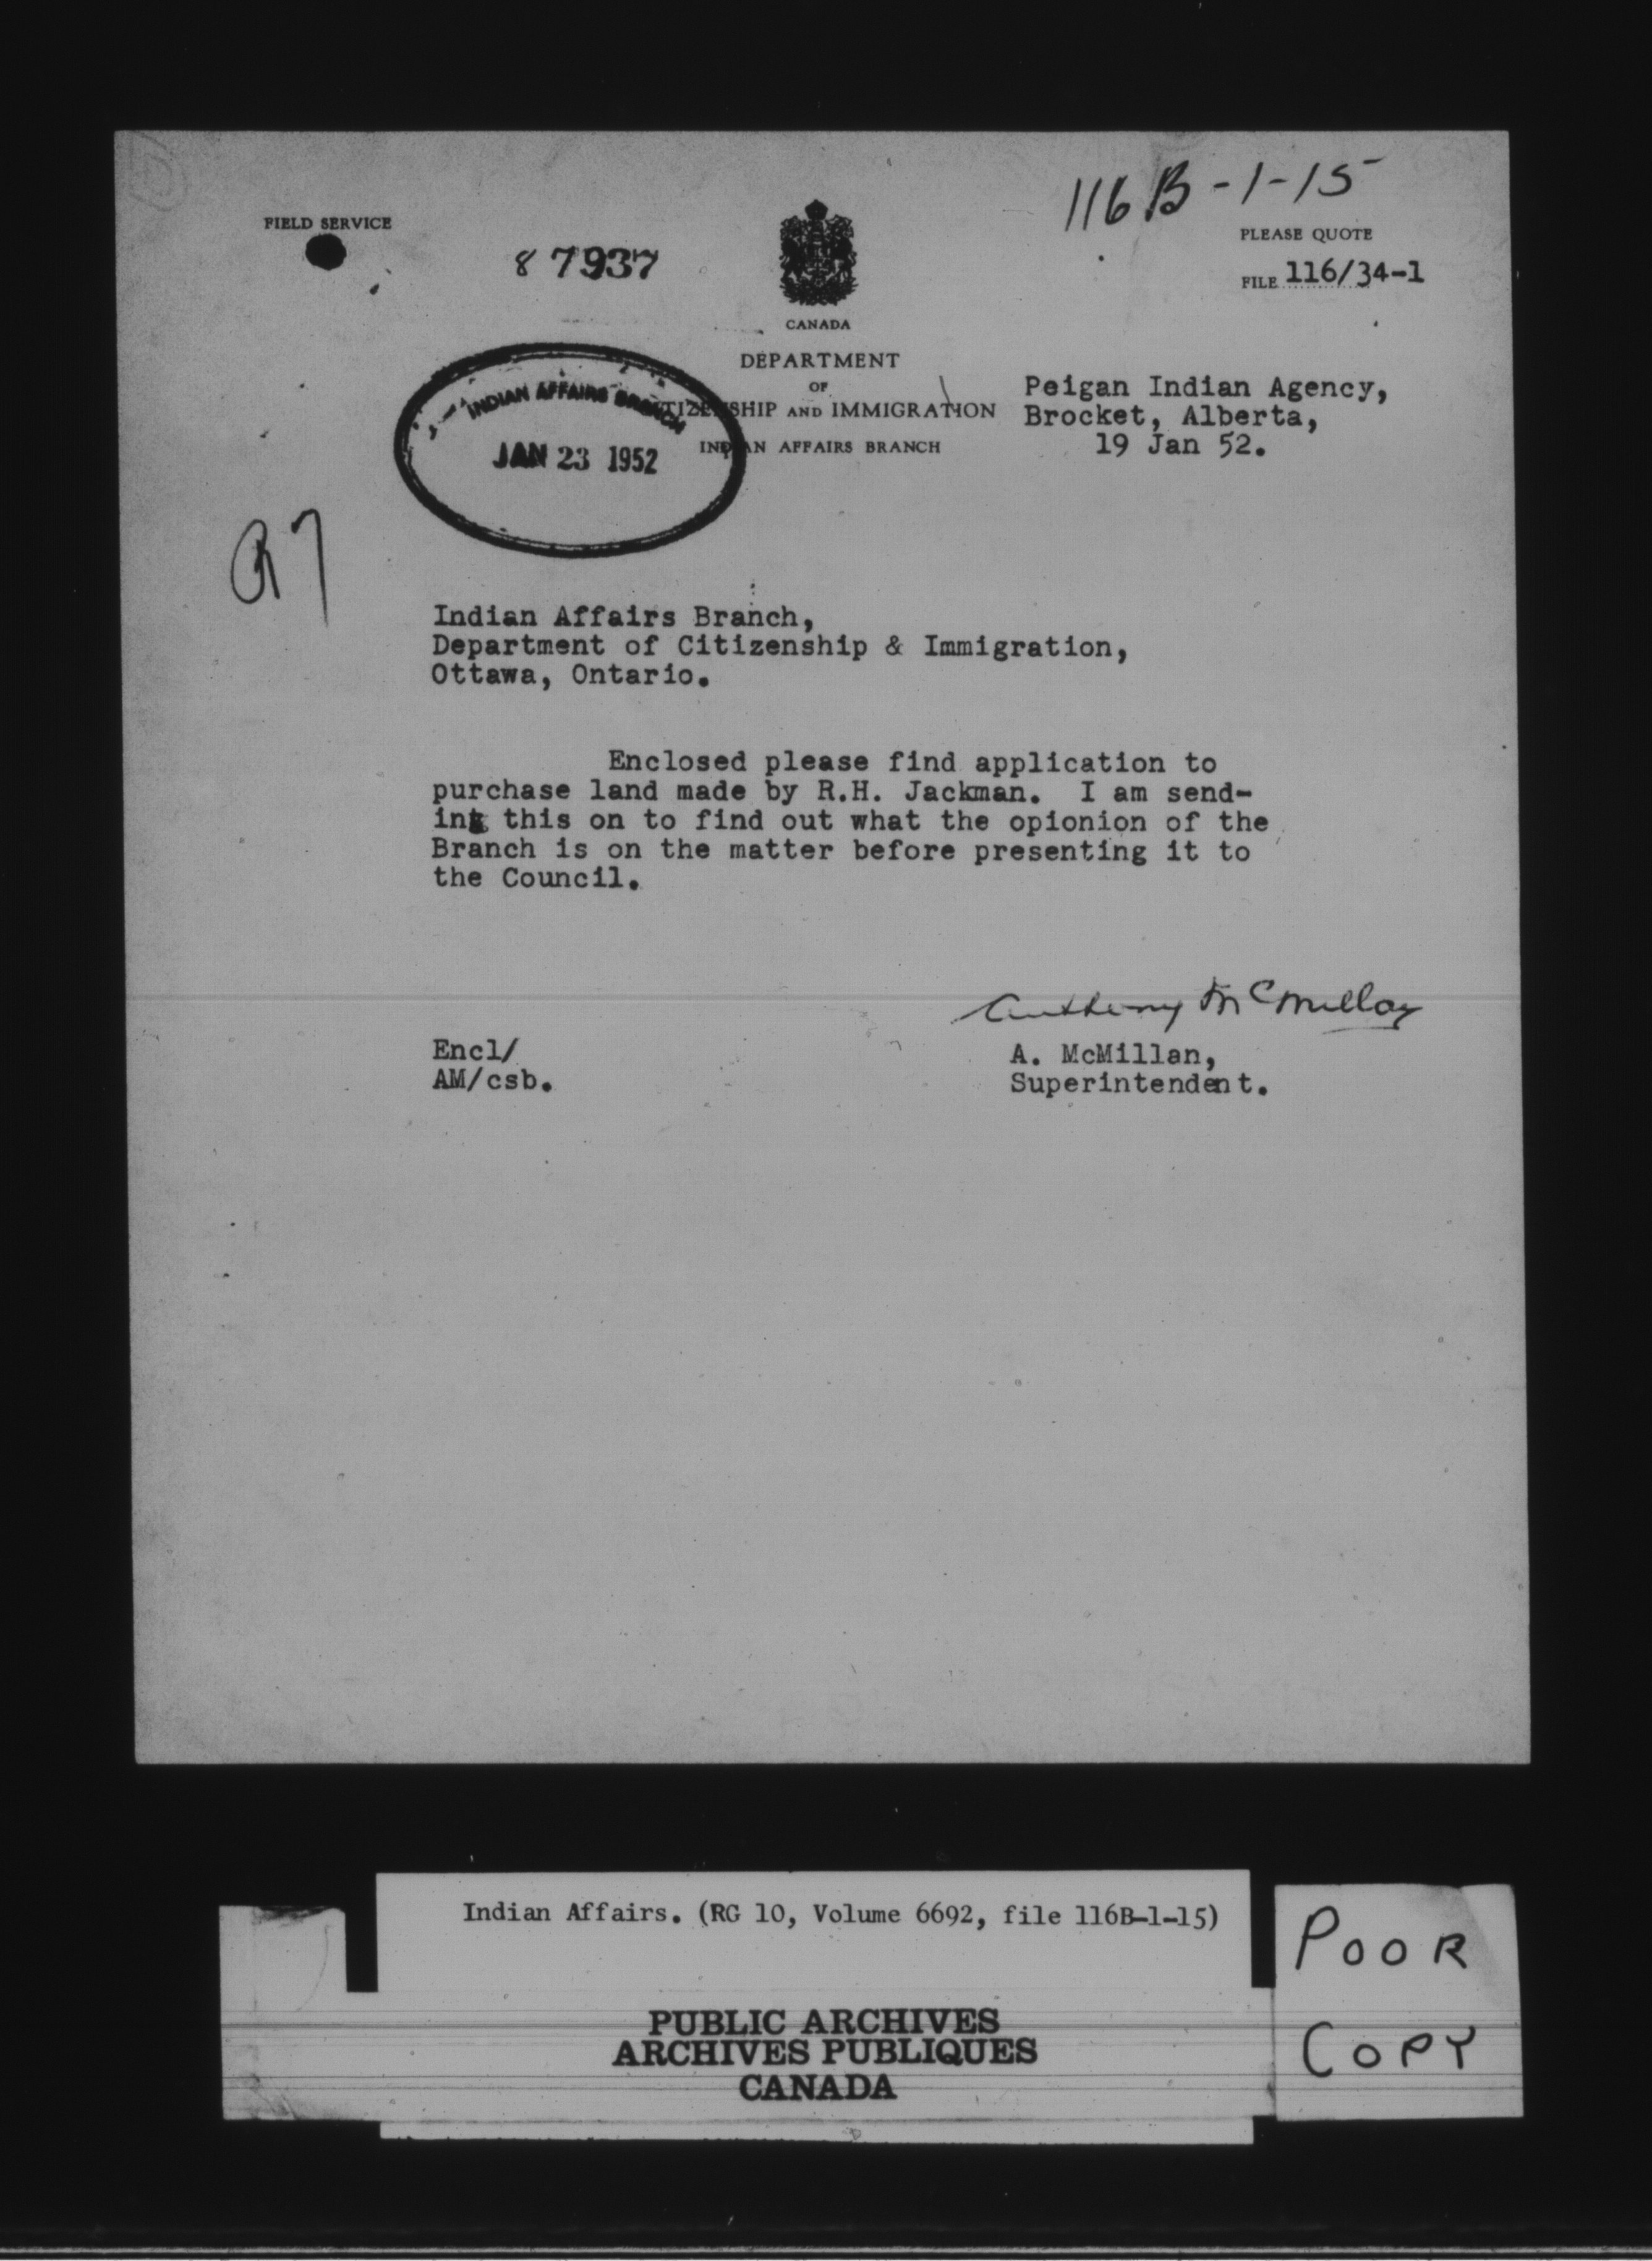 116B-1-15
FIELD SERVICE
PLEASE QUOTE
87937
FILE 116/34-1
CANADA
DEPARTMENT
OF
CITIZENSHIP AND IMMIGRATION
INDIAN AFFAIRS BRANCH
INDIAN AFFAIRS BRANCH
JAN 23 1952
Peigan Indian Agency,
Brocket, Alberta,
19 Jan 52.
R7
Indian Affairs Branch,
Department of Citizenship & Immigration,
Ottawa, Ontario.
Enclosed please find application to
purchase land made by R.H. Jackman. I am send-
ing this on to find out what the opionion of the
Branch is on the matter before presenting it to
the Council.
Anthony McMillan
Encl/
AM/csb.
A. McMillan,
Superintendent.
Indian Affairs. (RG 10, Volume 6692, file 116B-1-15)
PUBLIC ARCHIVES
ARCHIVES PUBLIQUES
CANADA
POOR
COPY